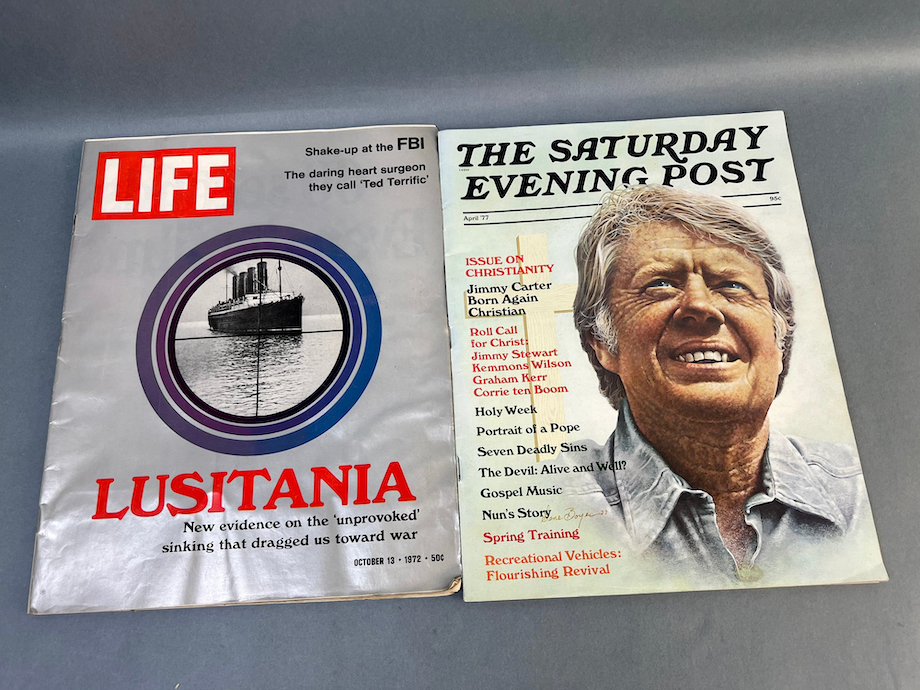 LIFE
Shake-up at the FBI
The daring heart surgeon
they call 'Ted Terrific'
LUSITANIA
New evidence on the 'unprovoked'
sinking that dragged us toward war
OCTOBER 13 • 1972 • 50¢
THE SATURDAY
EVENING POST
95¢
April '77
ISSUE ON
CHRISTIANITY
Jimmy Carter
Born Again
Christian
Roll Call
for Christ:
Jimmy Stewart
Kemmons Wilson
Graham Kerr
Corrie ten Boom
Holy Week
Portrait of a Pope
Seven Deadly Sins
The Devil: Alive and Well?
Gospel Music
Nun's Story
Spring Training
Recreational Vehicles:
Flourishing Revival